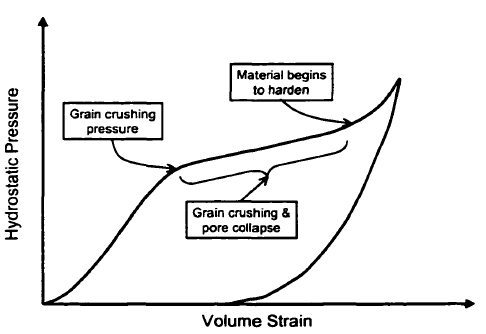 Material begins
to harden
Grain crushing
pressure
Grain crushing &
pore collapse
Hydrostatic Pressure
Volume Strain